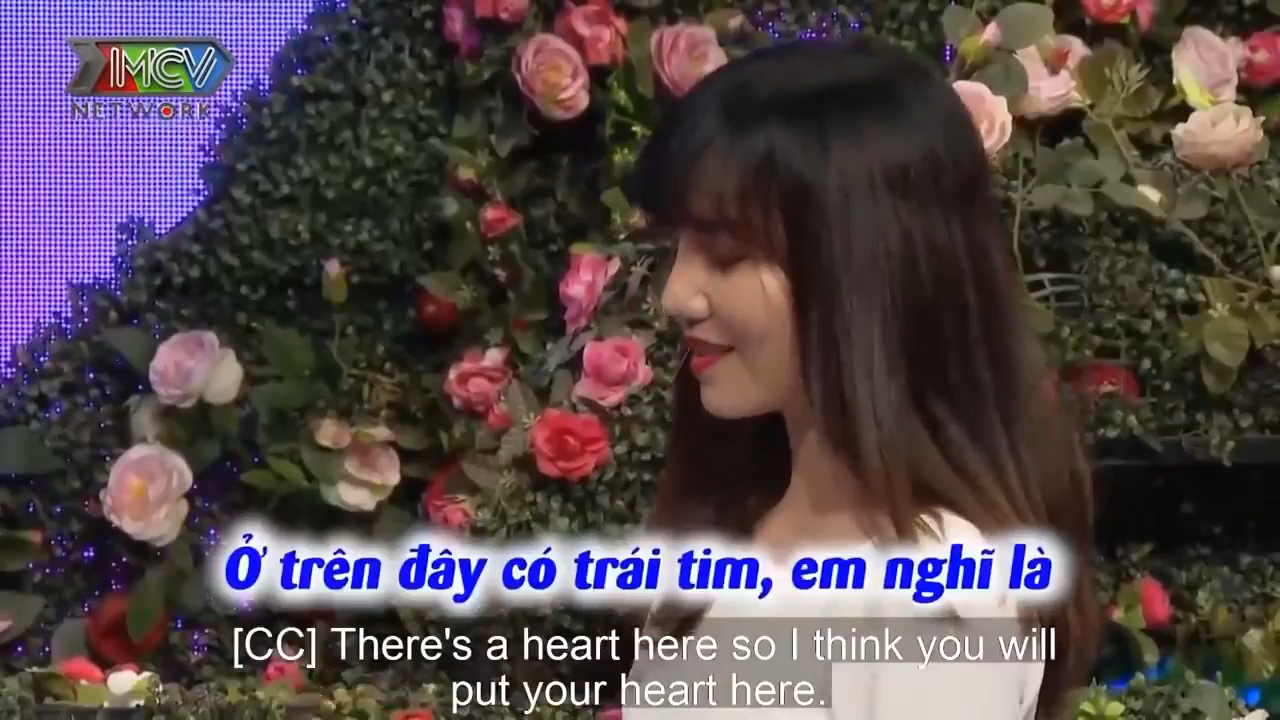 MCV
NETWORK
Ở trên đây có trái tim, em nghĩ là
[CC] There's a heart here so I think you will
put your heart here.